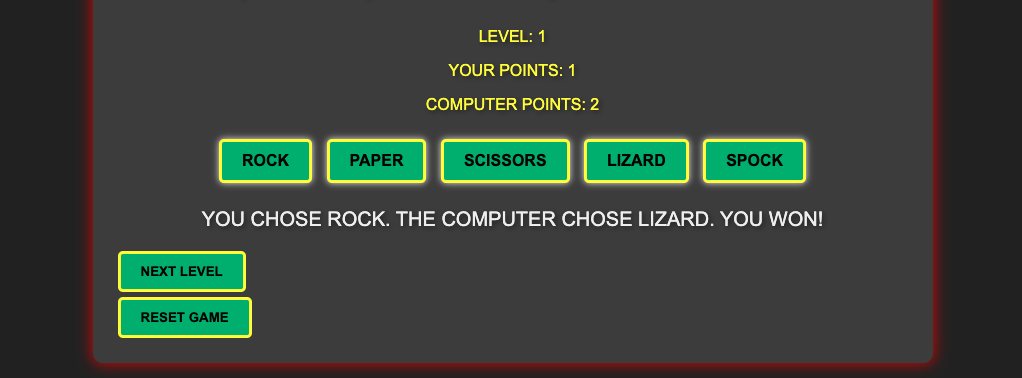 LEVEL: 1
YOUR POINTS: 1
COMPUTER POINTS: 2
ROCK PAPER SCISSORS LIZARD SPOCK
YOU CHOSE ROCK. THE COMPUTER CHOSE LIZARD. YOU WON!
NEXT LEVEL
RESET GAME